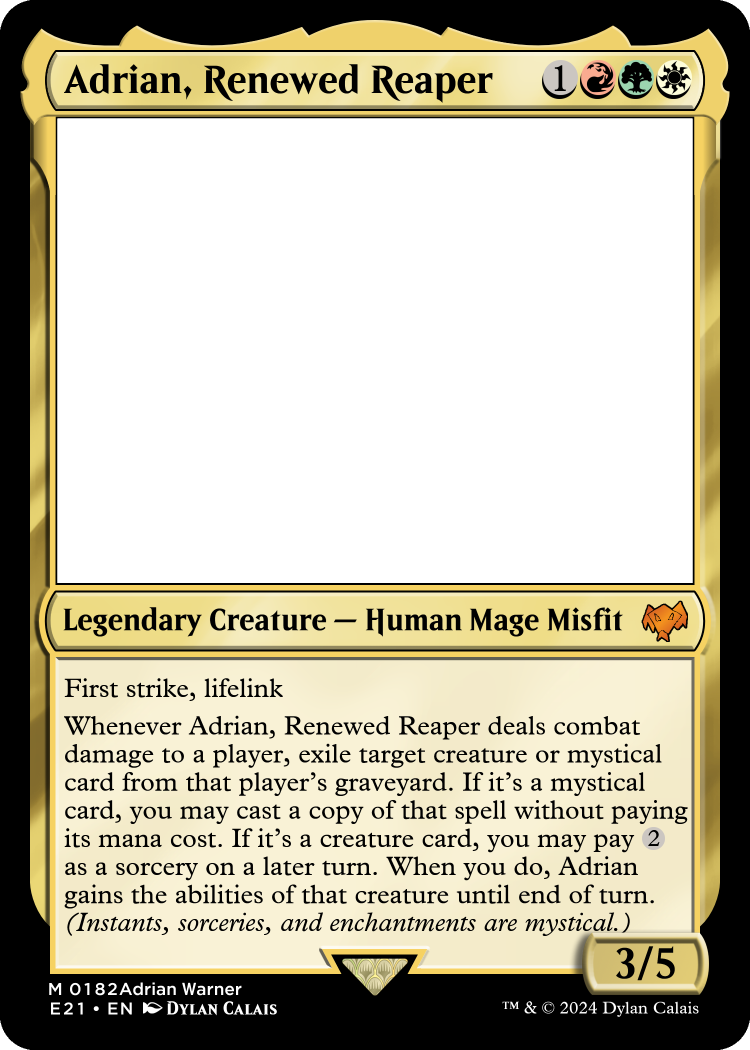 Adrian, Renewed Reaper 1
Legendary Creature — Human Mage Misfit
First strike, lifelink
Whenever Adrian, Renewed Reaper deals combat
damage to a player, exile target creature or mystical
card from that player's graveyard. If it's a mystical
card, you may cast a copy of that spell without paying
its mana cost. If it's a creature card, you may pay 2
as a sorcery on a later turn. When you do, Adrian
gains the abilities of that creature until end of turn.
(Instants, sorceries, and enchantments are mystical.)
3/5
M 0182Adrian Warner
E21 • EN Dylan Calais
™ & © 2024 Dylan Calais